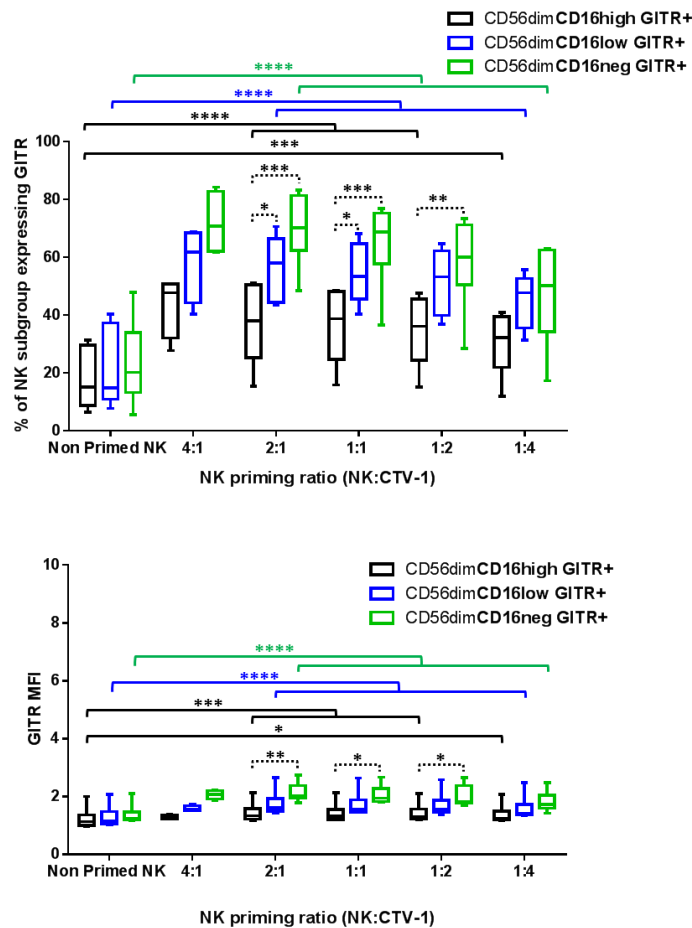 CD56dimCD16high GITR+
CD56dimCD16low GITR+
CD56dimCD16neg GITR+
****
****
****
***
% of NK subgroup expressing GITR
100
80
60
40
20
0
***
*
***
*
**
Non Primed NK 4:1 2:1 1:1 1:2 1:4
NK priming ratio (NK:CTV-1)
CD56dimCD16high GITR+
CD56dimCD16low GITR+
CD56dimCD16neg GITR+
****
****
***
*
GITR MFI
10
8
6
4
2
0
**
*
*
Non Primed NK 4:1 2:1 1:1 1:2 1:4
NK priming ratio (NK:CTV-1)